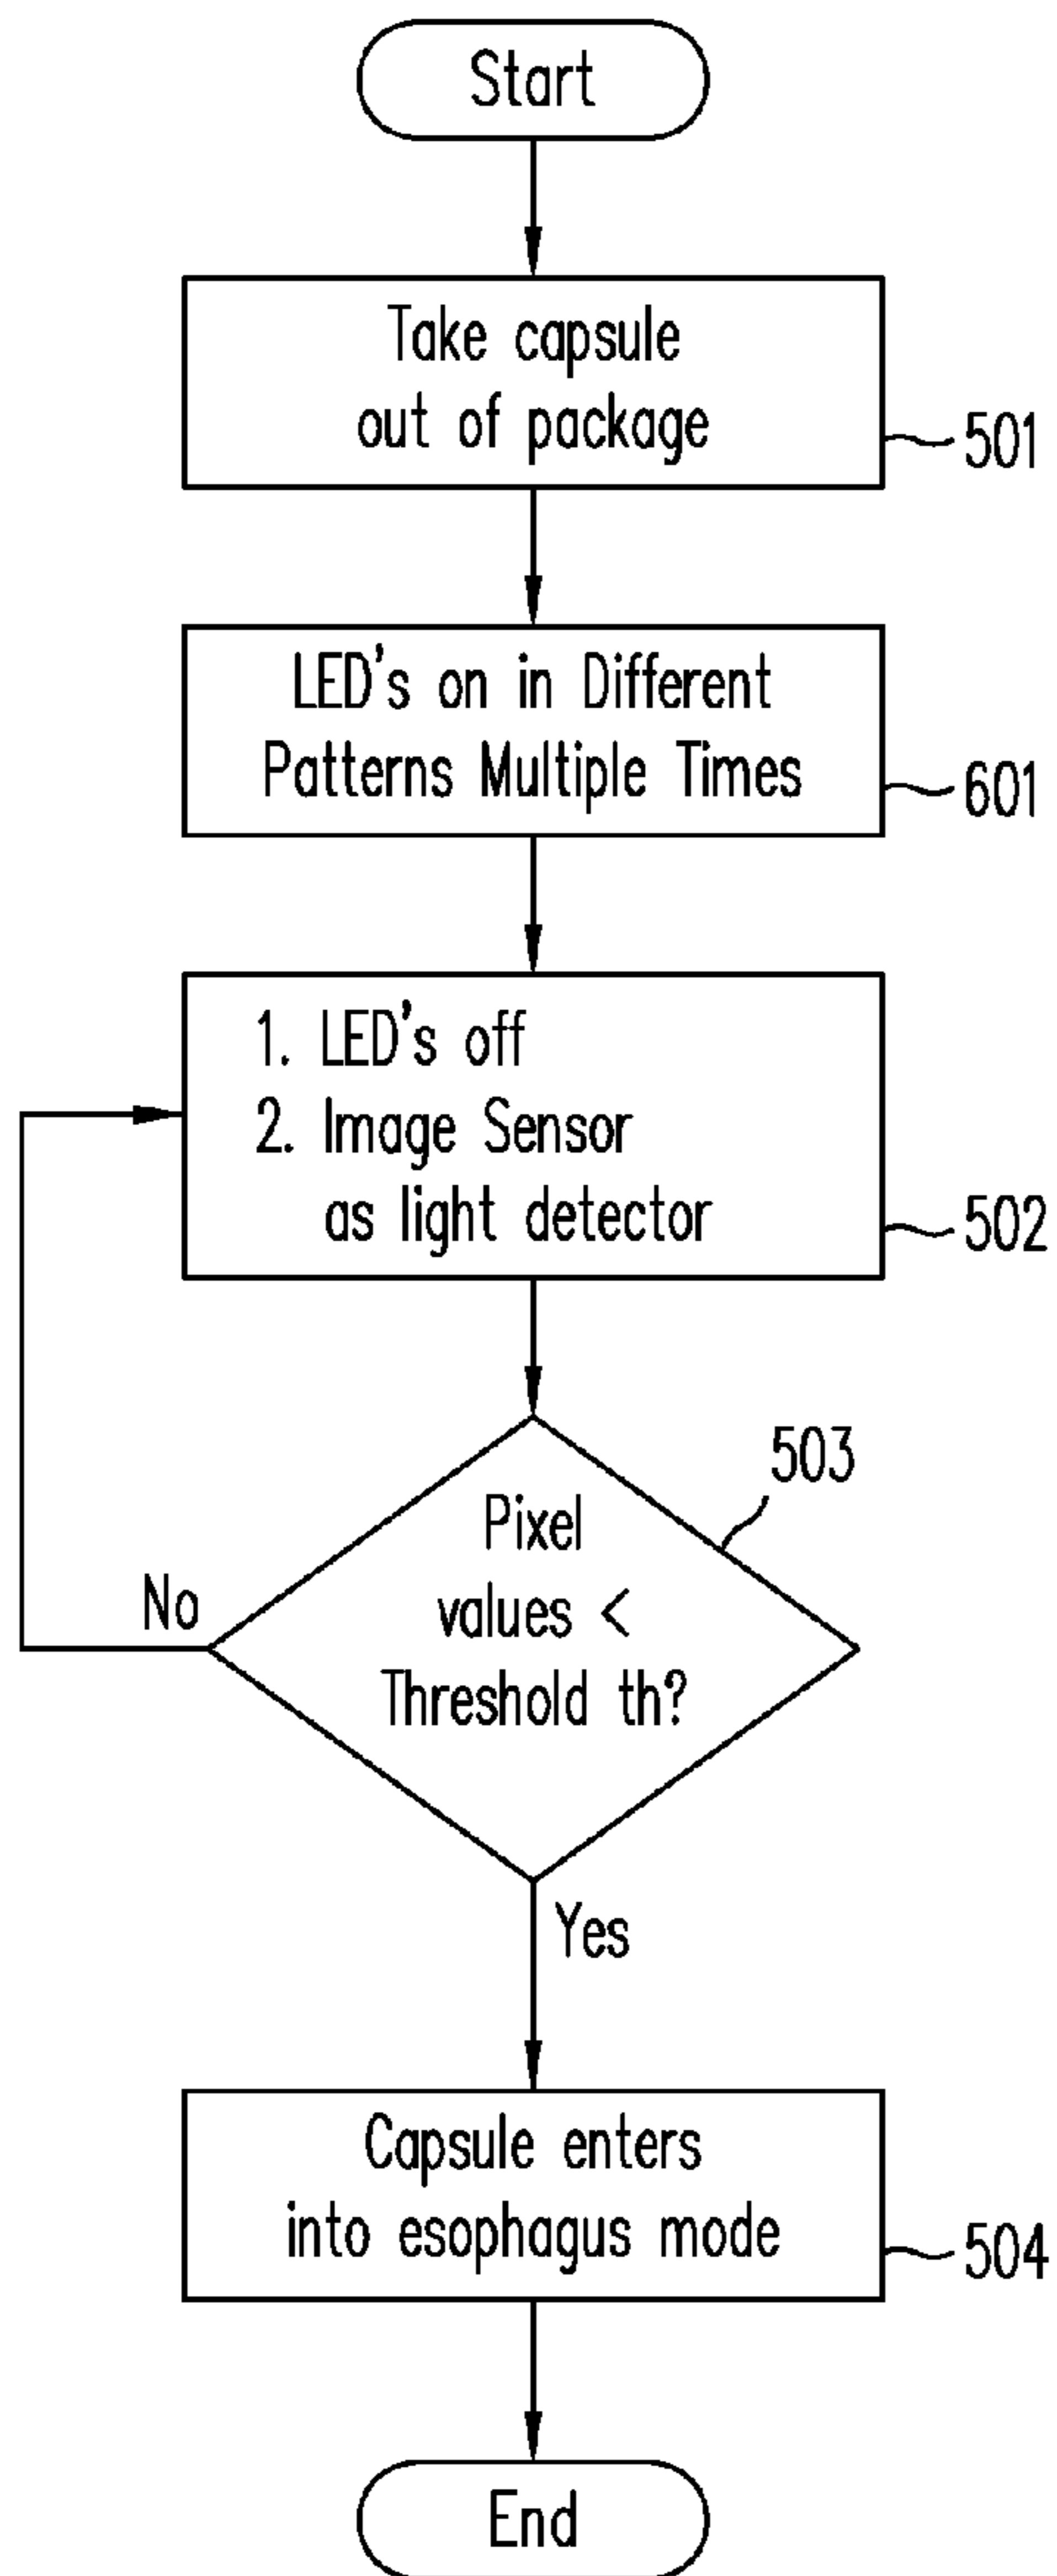 Start
Take capsule
out of package
501
LED's on in Different
Patterns Multiple Times
601
1. LED's off
2. Image Sensor
as light detector
502
503
Pixel
values <
Threshold th?
No
Yes
Capsule enters
into esophagus mode
504
End